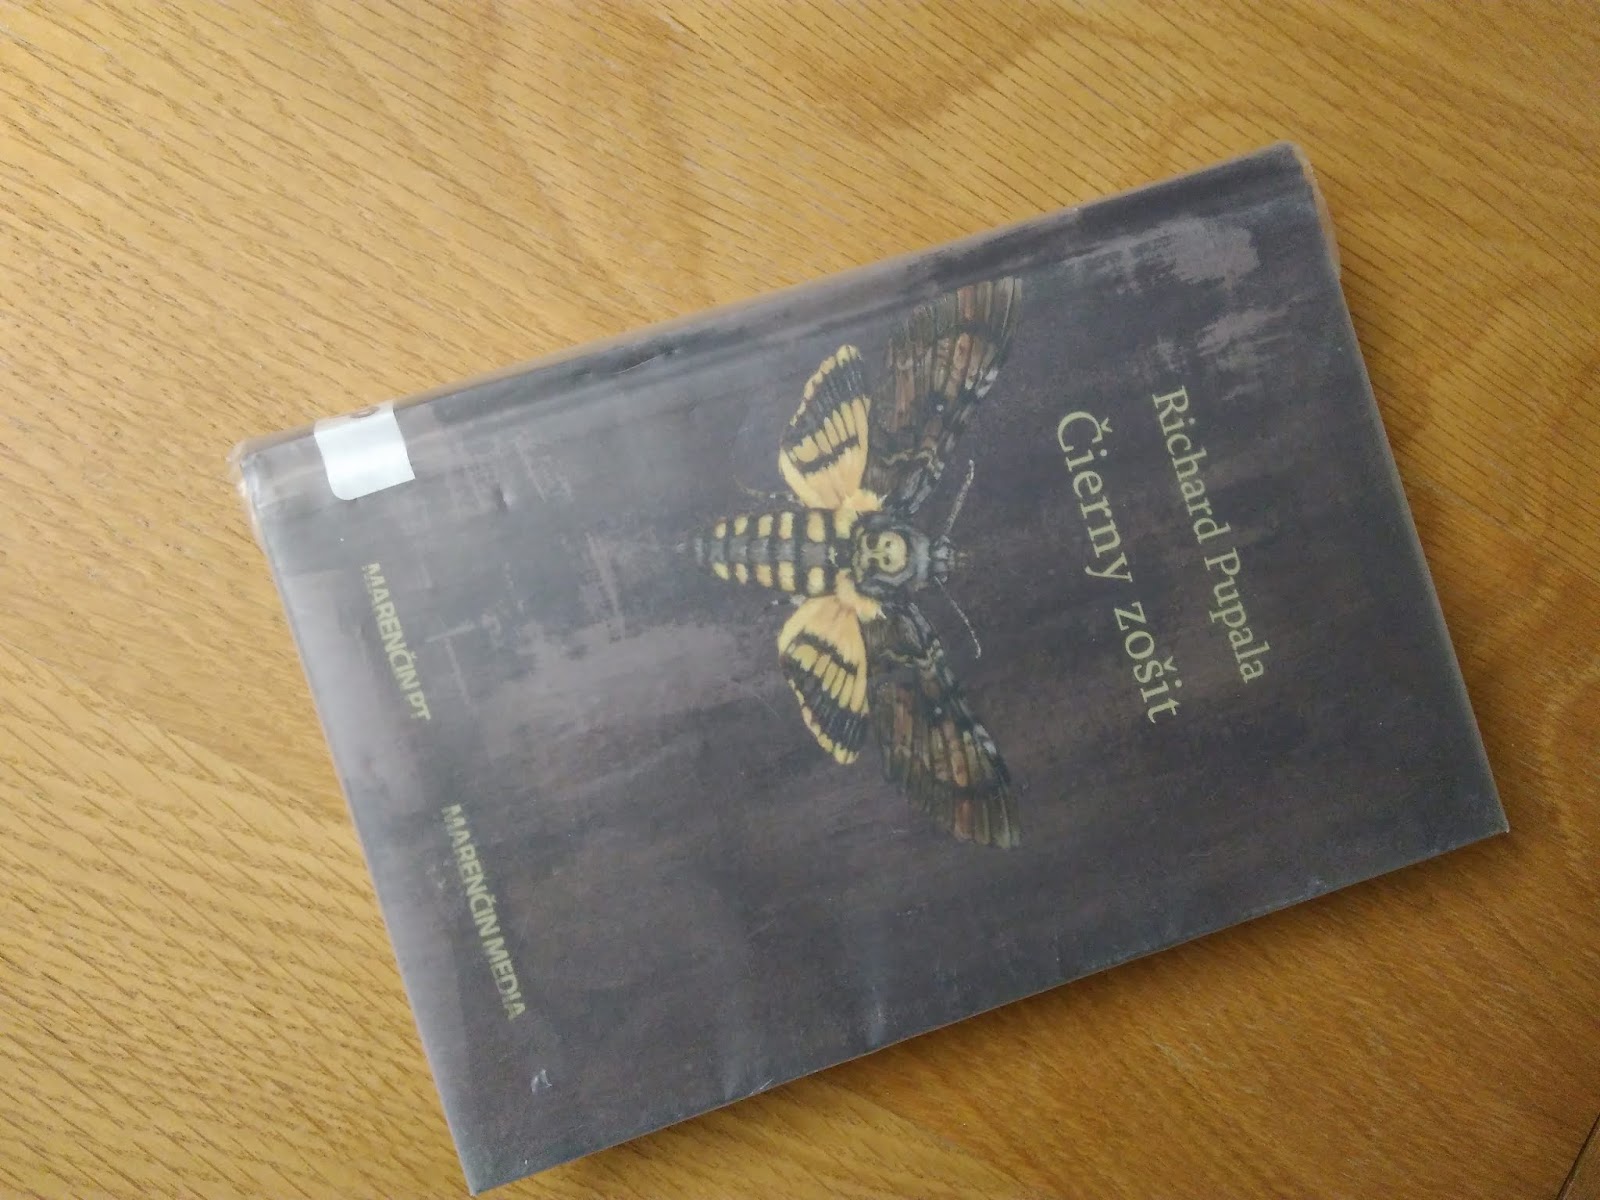 Richard Pupala
Čierny zošit
MARENČIN PT
MARENČIN MEDIA